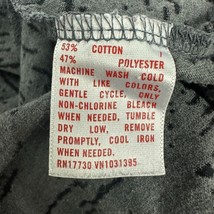 53% COTTON
47% POLYESTER
MACHINE WASH COLD
WITH LIKE COLORS,
GENTLE CYCLE, ONLY
NON-CHLORINE BLEACH
WHEN NEEDED, TUMBLE
DRY LOW, REMOVE
PROMPTLY, COOL IRON
WHEN NEEDED.
RN17730 VN1031385